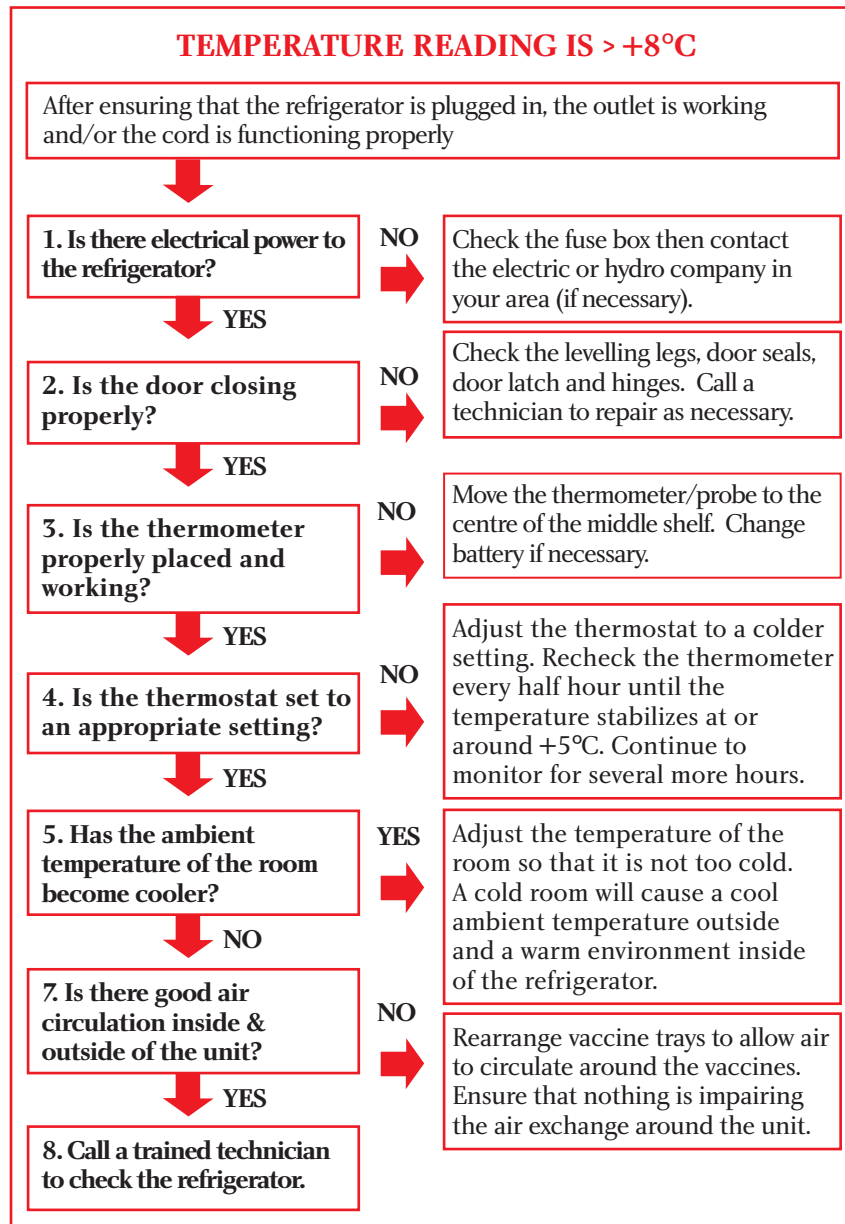 TEMPERATURE READING IS > +8°C
After ensuring that the refrigerator is plugged in, the outlet is working
and/or the cord is functioning properly
1. Is there electrical power to
the refrigerator?
NO
Check the fuse box then contact
the electric or hydro company in
your area (if necessary).
YES
2. Is the door closing
properly?
NO
Check the levelling legs, door seals,
door latch and hinges. Call a
technician to repair as necessary.
YES
3. Is the thermometer
properly placed and
working?
NO
Move the thermometer/probe to the
centre of the middle shelf. Change
battery if necessary.
YES
4. Is the thermostat set to
an appropriate setting?
NO
Adjust the thermostat to a colder
setting. Recheck the thermometer
every half hour until the
temperature stabilizes at or
around +5°C. Continue to
monitor for several more hours.
YES
5. Has the ambient
temperature of the room
become cooler?
YES
Adjust the temperature of the
room so that it is not too cold.
A cold room will cause a cool
ambient temperature outside
and a warm environment inside
of the refrigerator.
NO
7. Is there good air
circulation inside &
outside of the unit?
NO
Rearrange vaccine trays to allow air
to circulate around the vaccines.
Ensure that nothing is impairing
the air exchange around the unit.
YES
8. Call a trained technician
to check the refrigerator.